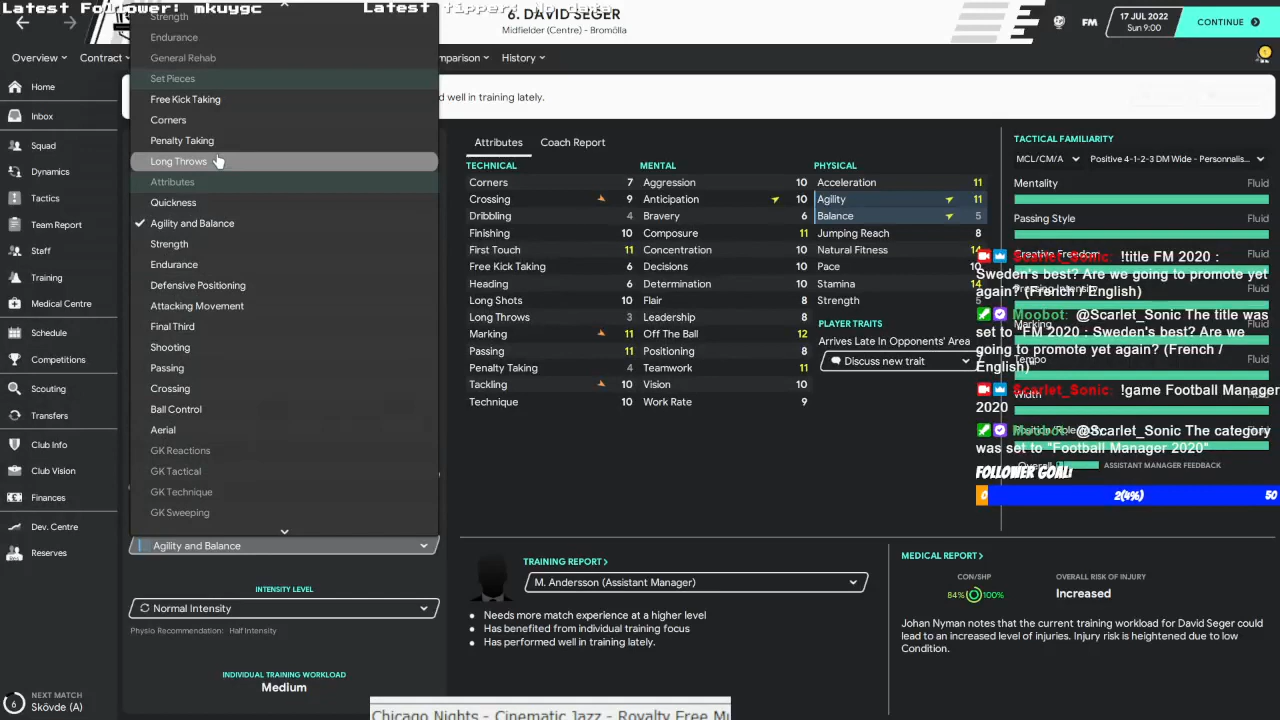 Latest Follower: mkuygc
Latest tipper: No data
6. DAVID SEGER
Midfielder (Centre) - Bromölla
17 JUL 2022
Sun 9:00
FM
CONTINUE
Overview
Contract
mparison
History
d well in training lately.
Home
Inbox
Squad
Dynamics
Tactics
Team Report
Staff
Training
Medical Centre
Schedule
Competitions
Scouting
Transfers
Club Info
Club Vision
Finances
Dev. Centre
Reserves
NEXT MATCH
Skövde (A)
Strength
Endurance
General Rehab
Set Pieces
Free Kick Taking
Corners
Penalty Taking
Long Throws
Attributes
Quickness
Agility and Balance
Strength
Endurance
Defensive Positioning
Attacking Movement
Final Third
Shooting
Passing
Crossing
Ball Control
Aerial
GK Reactions
GK Tactical
GK Technique
GK Sweeping
Agility and Balance
INTENSITY LEVEL
Normal Intensity
Physio Recommendation: Half Intensity
INDIVIDUAL TRAINING WORKLOAD
Medium
Attributes
Coach Report
TECHNICAL
Corners 7
Crossing 9
Dribbling 4
Finishing 10
First Touch 11
Free Kick Taking 6
Heading 6
Long Shots 10
Long Throws 3
Marking 11
Passing 11
Penalty Taking 4
Tackling 10
Technique 10
MENTAL
Aggression 10
Anticipation 10
Bravery 6
Composure 11
Concentration 10
Decisions 10
Determination 10
Flair 8
Leadership 8
Off The Ball 12
Positioning 8
Teamwork 11
Vision 10
Work Rate 9
PHYSICAL
Acceleration 11
Agility 11
Balance 5
Jumping Reach 8
Natural Fitness 14
Pace 10
Stamina 14
Strength
PLAYER TRAITS
Arrives Late In Opponents' Area
Discuss new trait
TACTICAL FAMILIARITY
MCL/CM/A
Positive 4-1-2-3 DM Wide - Personnalis...
Mentality Fluid
Passing Style Fluid
Creative Freedom Fluid
Scarlet_Sonic: !title FM 2020 :
Sweden's best? Are we going to promote yet
again? (French / English)
Moobot: @Scarlet_Sonic The title was
set to "FM 2020 : Sweden's best? Are we
going to promote yet again? (French /
English)"
Scarlet_Sonic: !game Football Manager
2020
Moobot: @Scarlet_Sonic The category
was set to "Football Manager 2020"
Marking
Tempo
Width
ASSISTANT MANAGER FEEDBACK
FOLLOWER GOAL!
0 2(4%) 50
TRAINING REPORT
M. Andersson (Assistant Manager)
Needs more match experience at a higher level
Has benefited from individual training focus
Has performed well in training lately.
MEDICAL REPORT
CON/SHP
84% 100%
OVERALL RISK OF INJURY
Increased
Johan Nyman notes that the current training workload for David Seger could
lead to an increased level of injuries. Injury risk is heightened due to low
Condition.
Chicago Nights - Cinematic Jazz - Royalty Free Mu